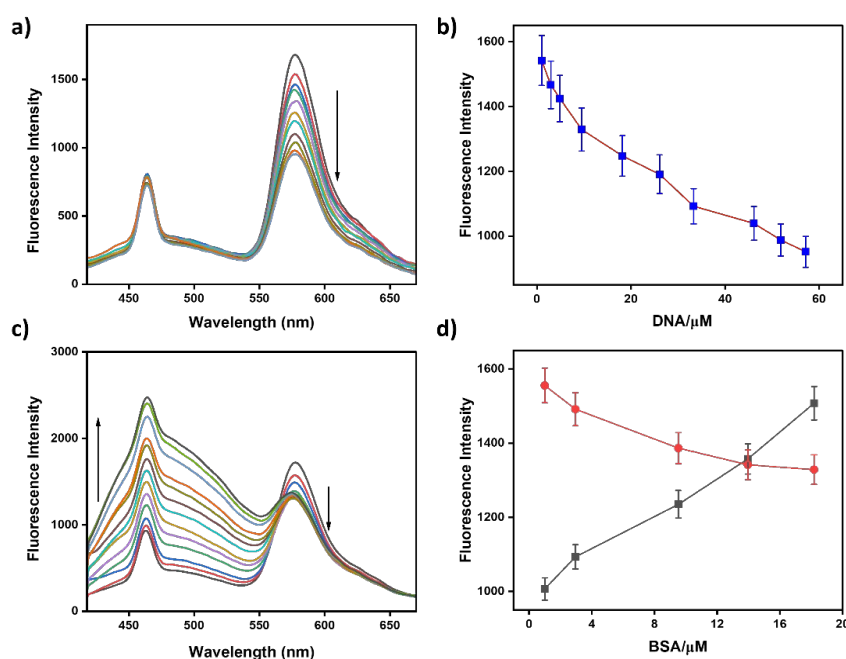 a)
1500
1000
500
0
Fluorescence Intensity
450 500 550 600 650
Wavelength (nm)
b)
1600
1400
1200
1000
Fluorescence Intensity
0 20 40 60
DNA/μM
c)
3000
2000
1000
0
Fluorescence Intensity
450 500 550 600 650
Wavelength (nm)
d)
1600
1400
1200
1000
Fluorescence Intensity
0 4 8 12 16 20
BSA/μM